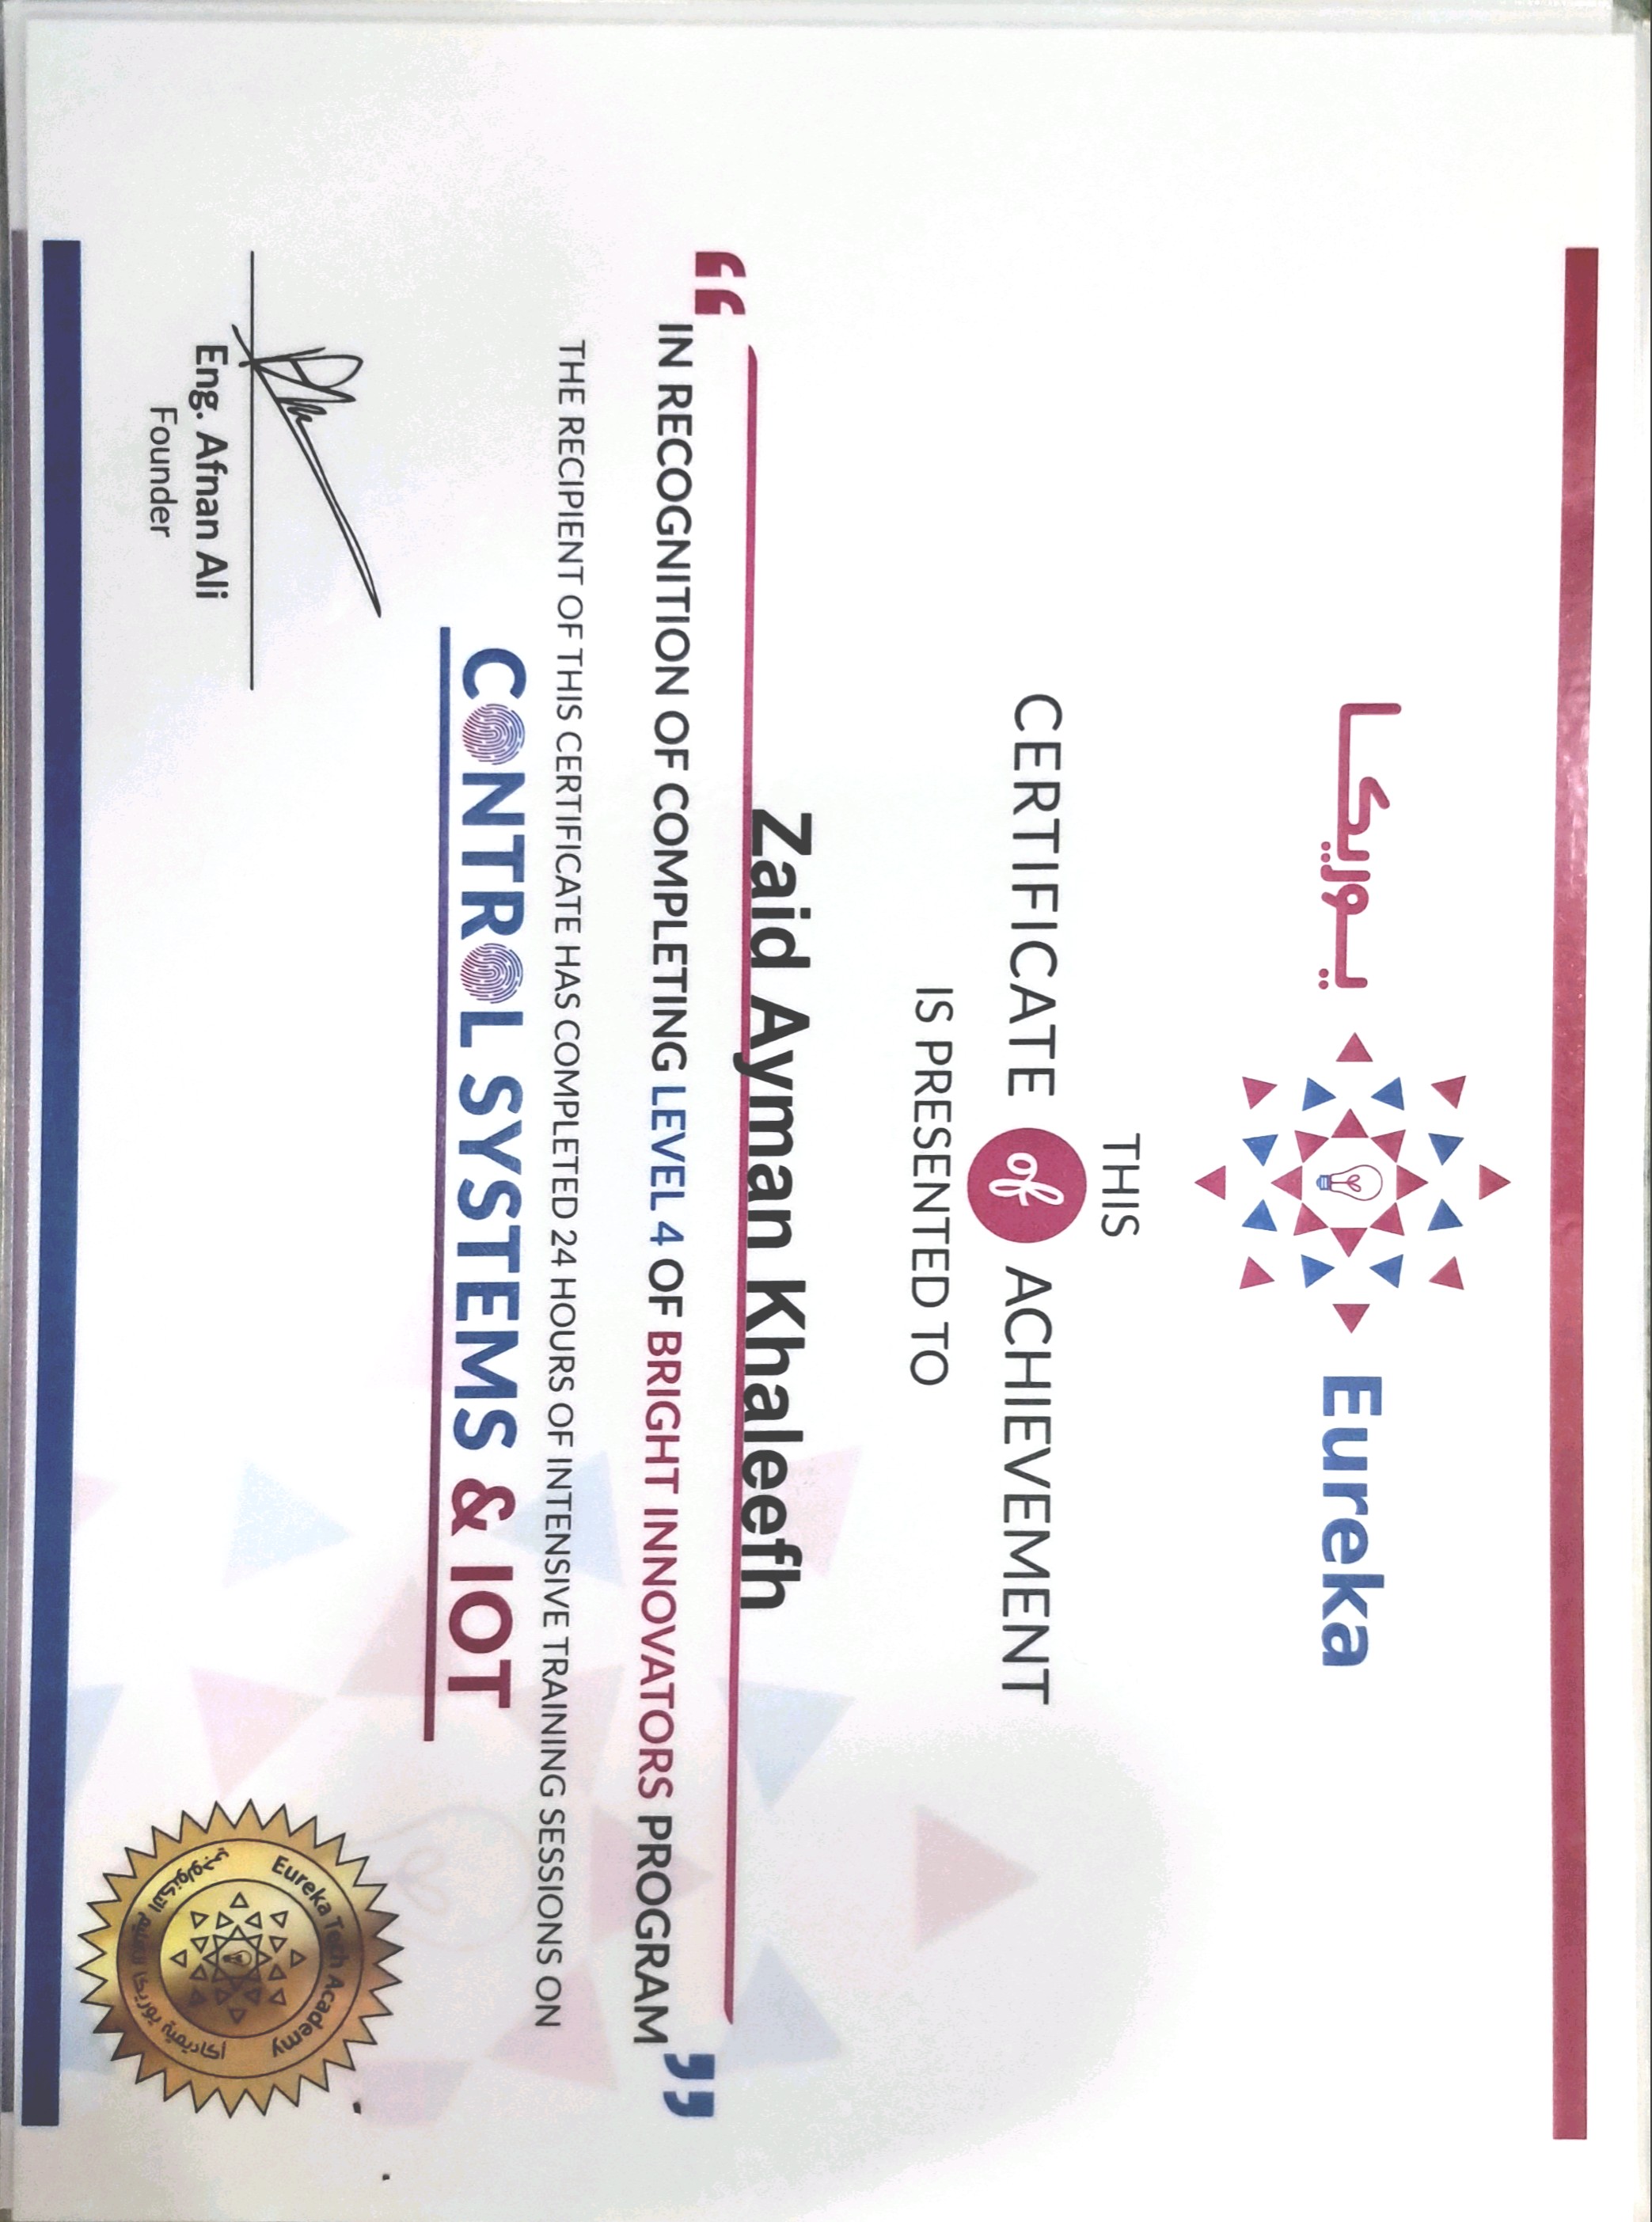 يوريكا Eureka
THIS
CERTIFICATE of ACHIEVEMENT
IS PRESENTED TO
Zaid Ayman Khaleefh
“ IN RECOGNITION OF COMPLETING LEVEL 4 OF BRIGHT INNOVATORS PROGRAM ”
THE RECIPIENT OF THIS CERTIFICATE HAS COMPLETED 24 HOURS OF INTENSIVE TRAINING SESSIONS ON
CONTROL SYSTEMS & IOT
Eng. Afnan Ali
Founder
Eureka Tech Academy
أكاديمية يوريكا للتعليم التكنولوجي